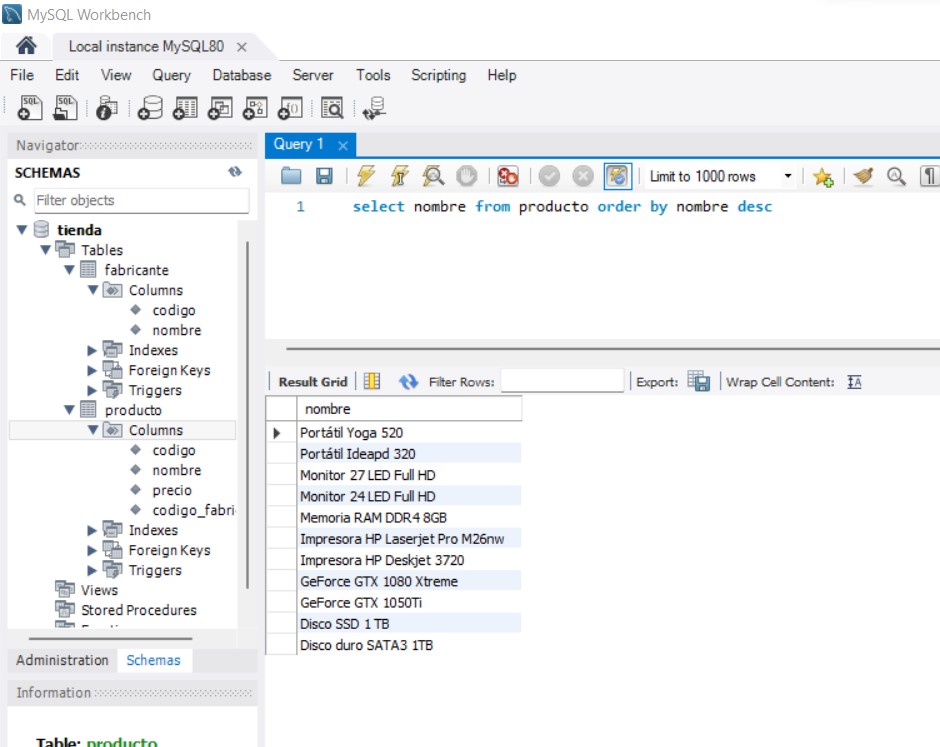 MySQL Workbench
Local instance MySQL80
File Edit View Query Database Server Tools Scripting Help
Navigator
SCHEMAS
Filter objects
tienda
Tables
fabricante
Columns
codigo
nombre
Indexes
Foreign Keys
Triggers
producto
Columns
codigo
nombre
precio
codigo_fabri
Indexes
Foreign Keys
Triggers
Views
Stored Procedures
Administration Schemas
Information
Table: producto
Query 1
Limit to 1000 rows
1 select nombre from producto order by nombre desc
Result Grid Filter Rows: Export: Wrap Cell Content:
nombre
Portátil Yoga 520
Portátil Ideapd 320
Monitor 27 LED Full HD
Monitor 24 LED Full HD
Memoria RAM DDR4 8GB
Impresora HP Laserjet Pro M26nw
Impresora HP Deskjet 3720
GeForce GTX 1080 Xtreme
GeForce GTX 1050Ti
Disco SSD 1 TB
Disco duro SATA3 1TB